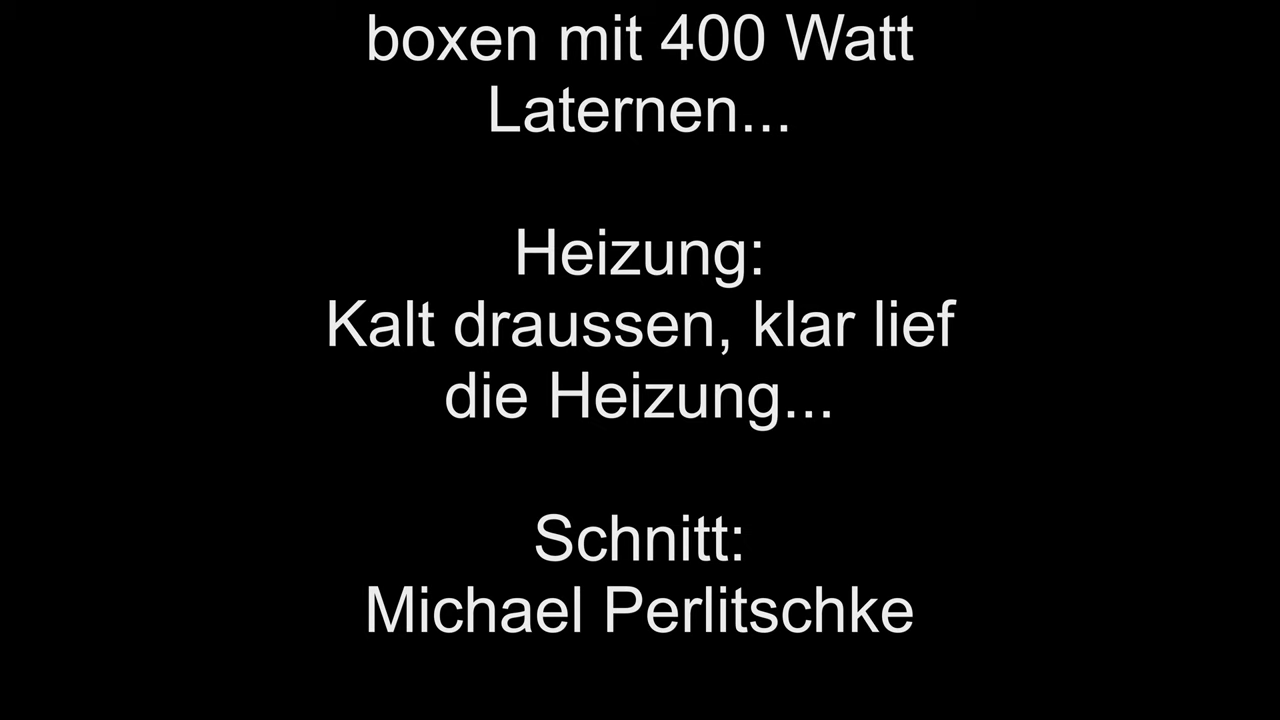 boxen mit 400 Watt
Laternen...
Heizung:
Kalt draussen, klar lief
die Heizung...
Schnitt:
Michael Perlitschke